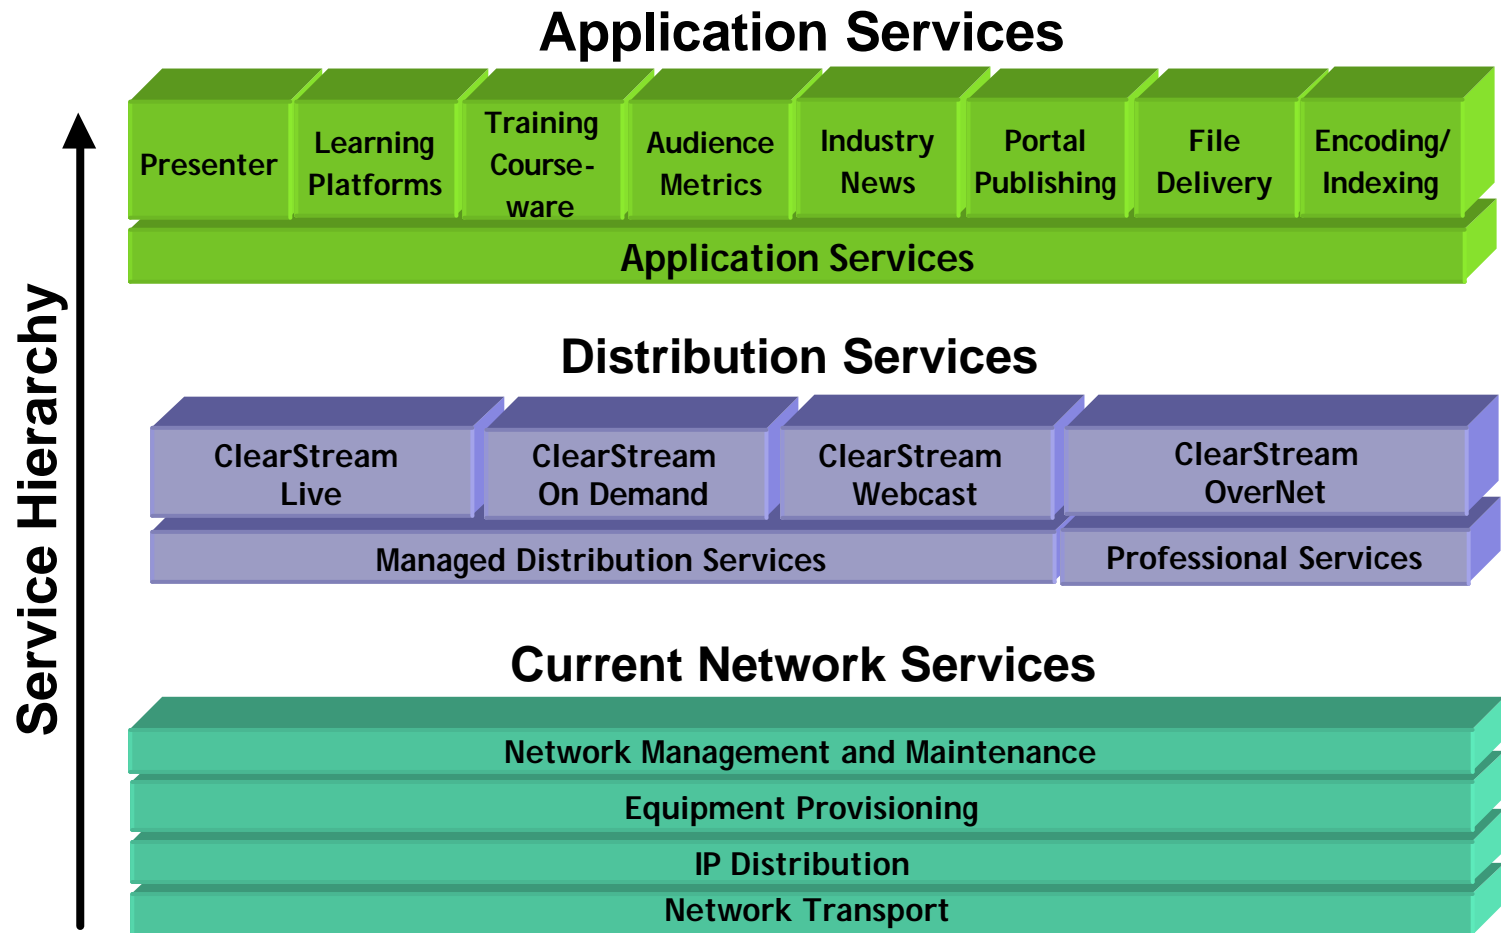 Application Services
Presenter
Learning
Platforms
Training
Course-
ware
Audience
Metrics
Industry
News
Portal
Publishing
File
Delivery
Encoding/
Indexing
Application Services
Service Hierarchy
Distribution Services
ClearStream
Live
ClearStream
On Demand
ClearStream
Webcast
ClearStream
OverNet
Managed Distribution Services
Professional Services
Current Network Services
Network Management and Maintenance
Equipment Provisioning
IP Distribution
Network Transport